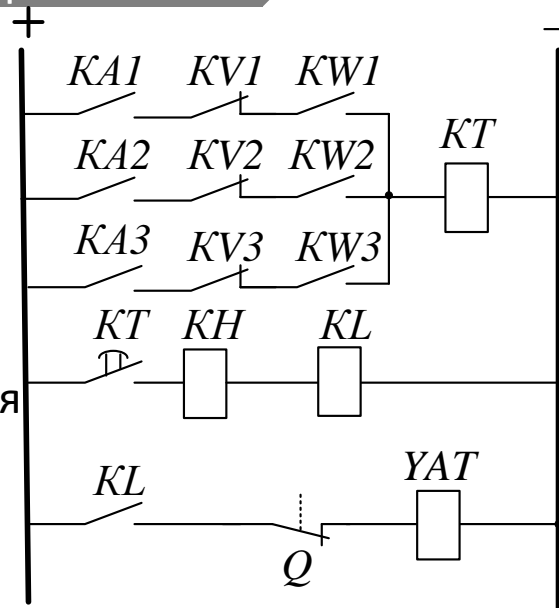 + −
KA1 KV1 KW1
KT
KA2 KV2 KW2
KA3 KV3 KW3
KT KH KL
я
KL YAT
Q